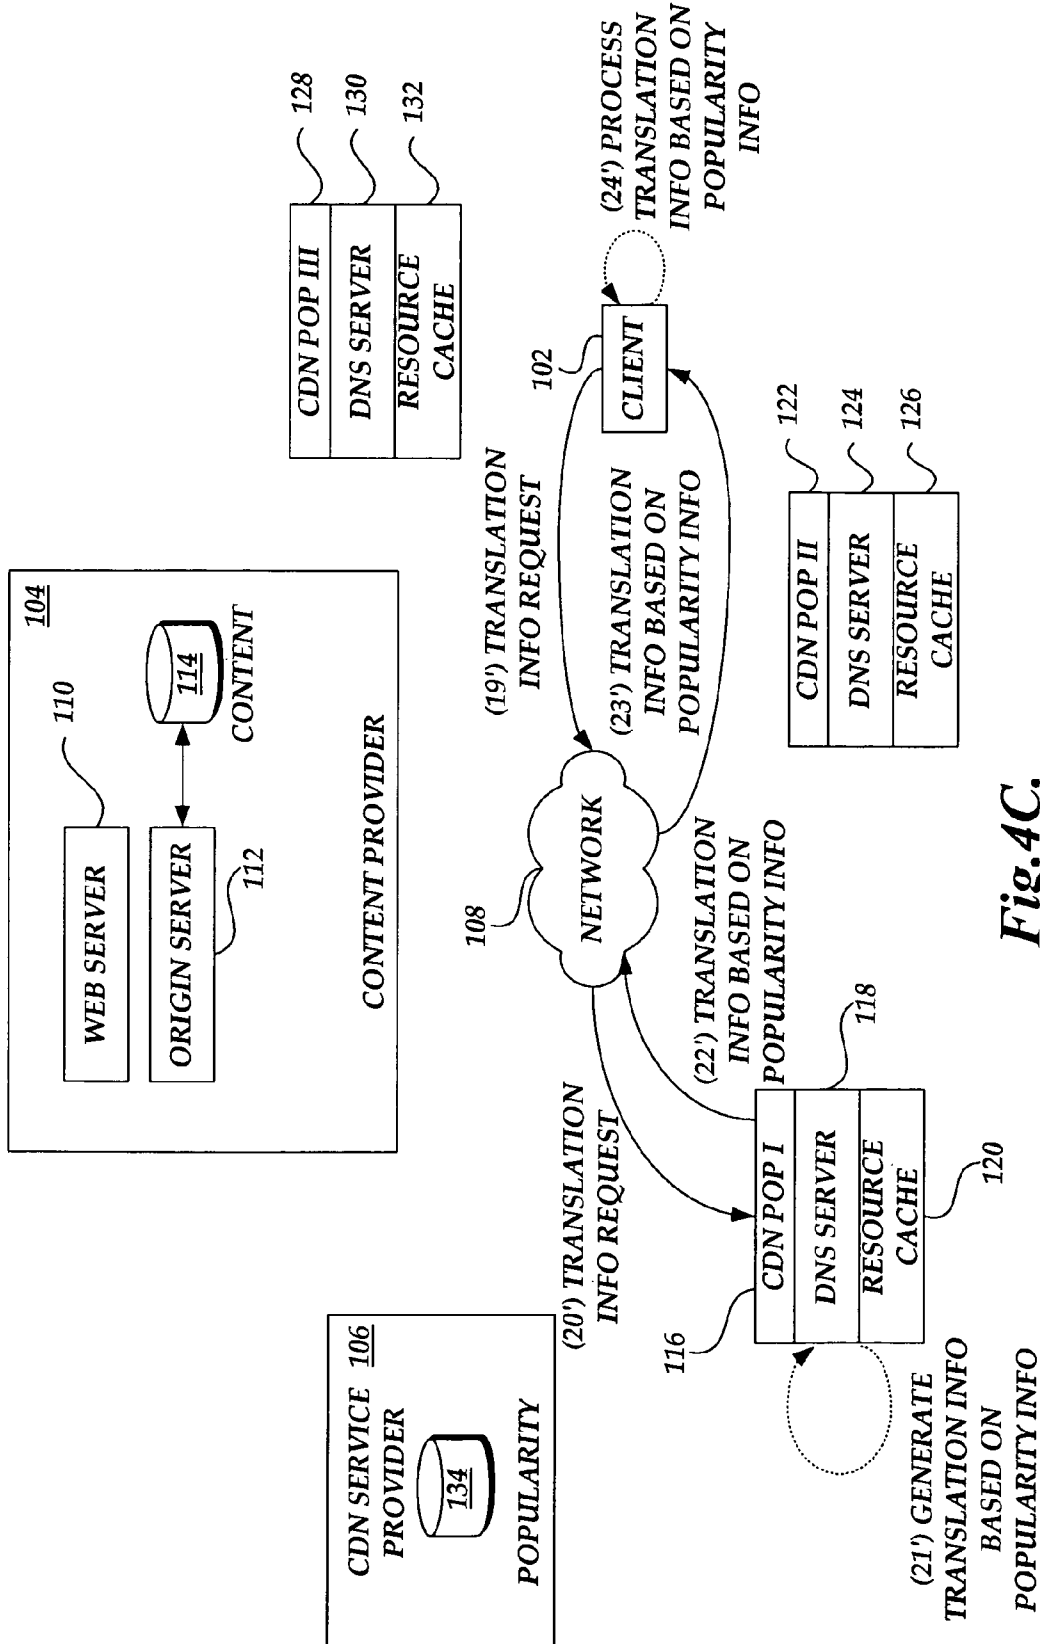 CDN SERVICE 106
PROVIDER
134
POPULARITY
104
WEB SERVER
110
ORIGIN SERVER
112
114
CONTENT
CONTENT PROVIDER
CDN POP III
DNS SERVER
RESOURCE
CACHE
128
130
132
(19') TRANSLATION
INFO REQUEST
102
CLIENT
(24') PROCESS
TRANSLATION
INFO BASED ON
POPULARITY
INFO
108
NETWORK
(23') TRANSLATION
INFO BASED ON
POPULARITY INFO
(20') TRANSLATION
INFO REQUEST
(22') TRANSLATION
INFO BASED ON
POPULARITY INFO
116
CDN POP I
DNS SERVER
RESOURCE
CACHE
118
120
CDN POP II
DNS SERVER
RESOURCE
CACHE
122
124
126
(21') GENERATE
TRANSLATION INFO
BASED ON
POPULARITY INFO
Fig.4C.